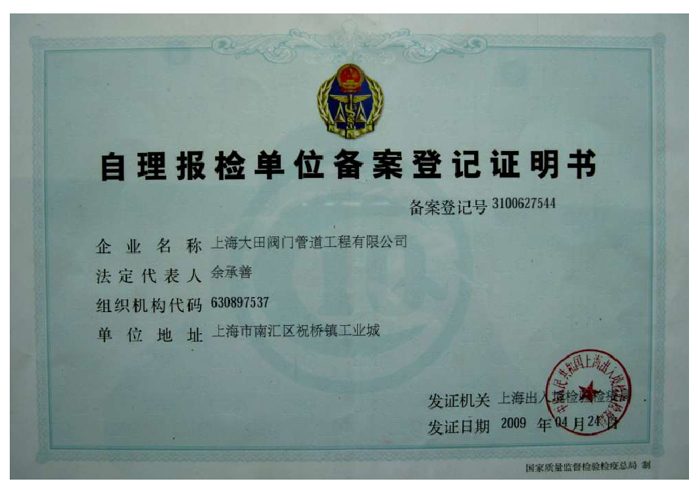 自理报检单位备案登记证明书
备案登记号 3100627544
企业名称 上海大田阀门管道工程有限公司
法定代表人 余承善
组织机构代码 630897537
单位地址 上海市南汇区祝桥镇工业城
发证机关 上海出入境检验检疫局
发证日期 2009 年 04 月 24 日
国家质量监督检验检疫总局 制